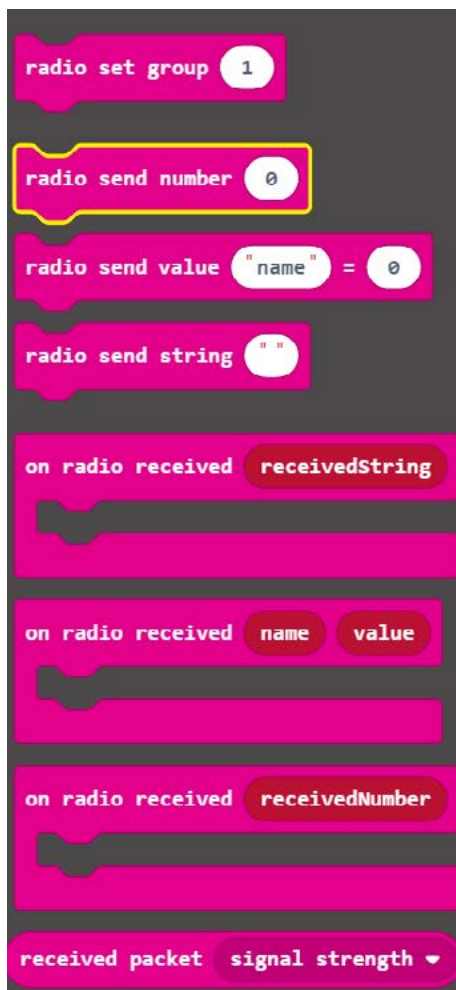 radio set group 1
radio send number 0
radio send value "name" = 0
radio send string " "
on radio received receivedString
on radio received name value
on radio received receivedNumber
received packet signal strength